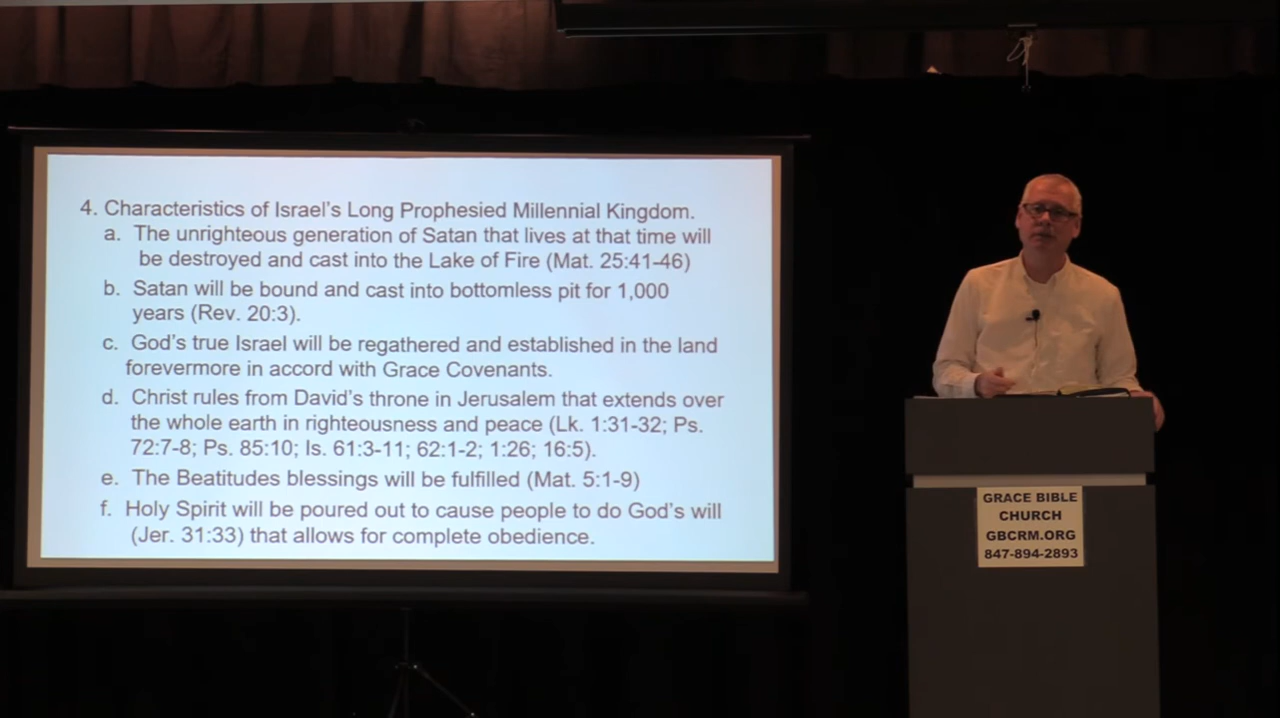 4. Characteristics of Israel's Long Prophesied Millennial Kingdom.
a. The unrighteous generation of Satan that lives at that time will
be destroyed and cast into the Lake of Fire (Mat. 25:41-46)
b. Satan will be bound and cast into bottomless pit for 1,000
years (Rev. 20:3).
c. God's true Israel will be regathered and established in the land
forevermore in accord with Grace Covenants.
d. Christ rules from David's throne in Jerusalem that extends over
the whole earth in righteousness and peace (Lk. 1:31-32; Ps.
72:7-8; Ps. 85:10; Is. 61:3-11; 62:1-2; 1:26; 16:5).
e. The Beatitudes blessings will be fulfilled (Mat. 5:1-9)
f. Holy Spirit will be poured out to cause people to do God's will
(Jer. 31:33) that allows for complete obedience.
GRACE BIBLE
CHURCH
GBCRM.ORG
847-894-2893